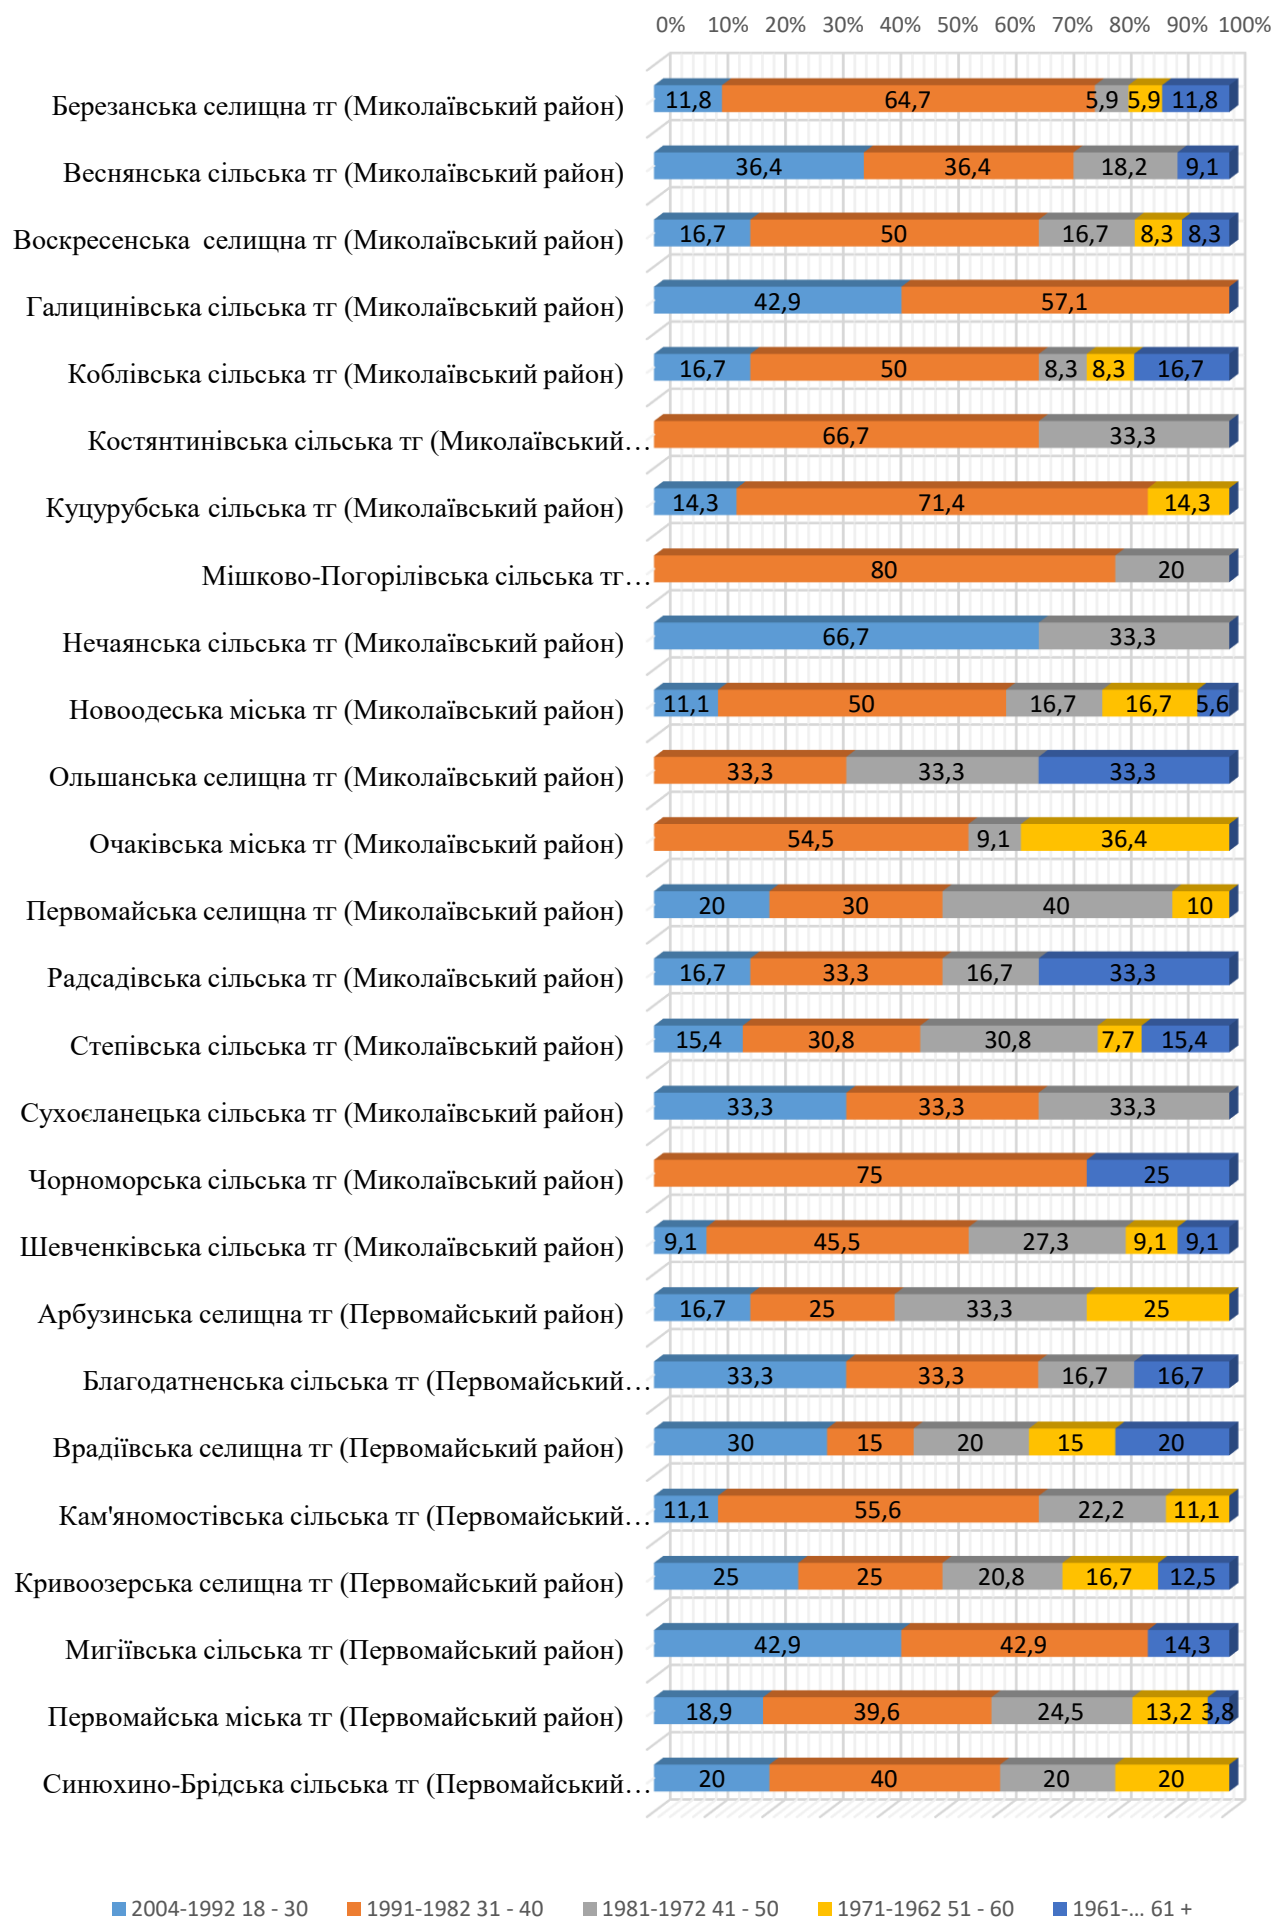 0% 10% 20% 30% 40% 50% 60% 70% 80% 90% 100%
Березанська селищна тг (Миколаївський район) 11,8 64,7 5,9 5,9 11,8
Веснянська сільська тг (Миколаївський район) 36,4 36,4 18,2 9,1
Воскресенська селищна тг (Миколаївський район) 16,7 50 16,7 8,3 8,3
Галицинівська сільська тг (Миколаївський район) 42,9 57,1
Коблівська сільська тг (Миколаївський район) 16,7 50 8,3 8,3 16,7
Костянтинівська сільська тг (Миколаївський… 66,7 33,3
Куцурубська сільська тг (Миколаївський район) 14,3 71,4 14,3
Мішково-Погорілівська сільська тг… 80 20
Нечаянська сільська тг (Миколаївський район) 66,7 33,3
Новоодеська міська тг (Миколаївський район) 11,1 50 16,7 16,7 5,6
Ольшанська селищна тг (Миколаївський район) 33,3 33,3 33,3
Очаківська міська тг (Миколаївський район) 54,5 9,1 36,4
Первомайська селищна тг (Миколаївський район) 20 30 40 10
Радсадівська сільська тг (Миколаївський район) 16,7 33,3 16,7 33,3
Степівська сільська тг (Миколаївський район) 15,4 30,8 30,8 7,7 15,4
Сухоєланецька сільська тг (Миколаївський район) 33,3 33,3 33,3
Чорноморська сільська тг (Миколаївський район) 75 25
Шевченківська сільська тг (Миколаївський район) 9,1 45,5 27,3 9,1 9,1
Арбузинська селищна тг (Первомайський район) 16,7 25 33,3 25
Благодатненська сільська тг (Первомайський… 33,3 33,3 16,7 16,7
Врадіївська селищна тг (Первомайський район) 30 15 20 15 20
Кам'яномостівська сільська тг (Первомайський… 11,1 55,6 22,2 11,1
Кривоозерська селищна тг (Первомайський район) 25 25 20,8 16,7 12,5
Мигіївська сільська тг (Первомайський район) 42,9 42,9 14,3
Первомайська міська тг (Первомайський район) 18,9 39,6 24,5 13,2 3,8
Синюхино-Брідська сільська тг (Первомайський… 20 40 20 20
2004-1992 18 - 30 1991-1982 31 - 40 1981-1972 41 - 50 1971-1962 51 - 60 1961-… 61 +